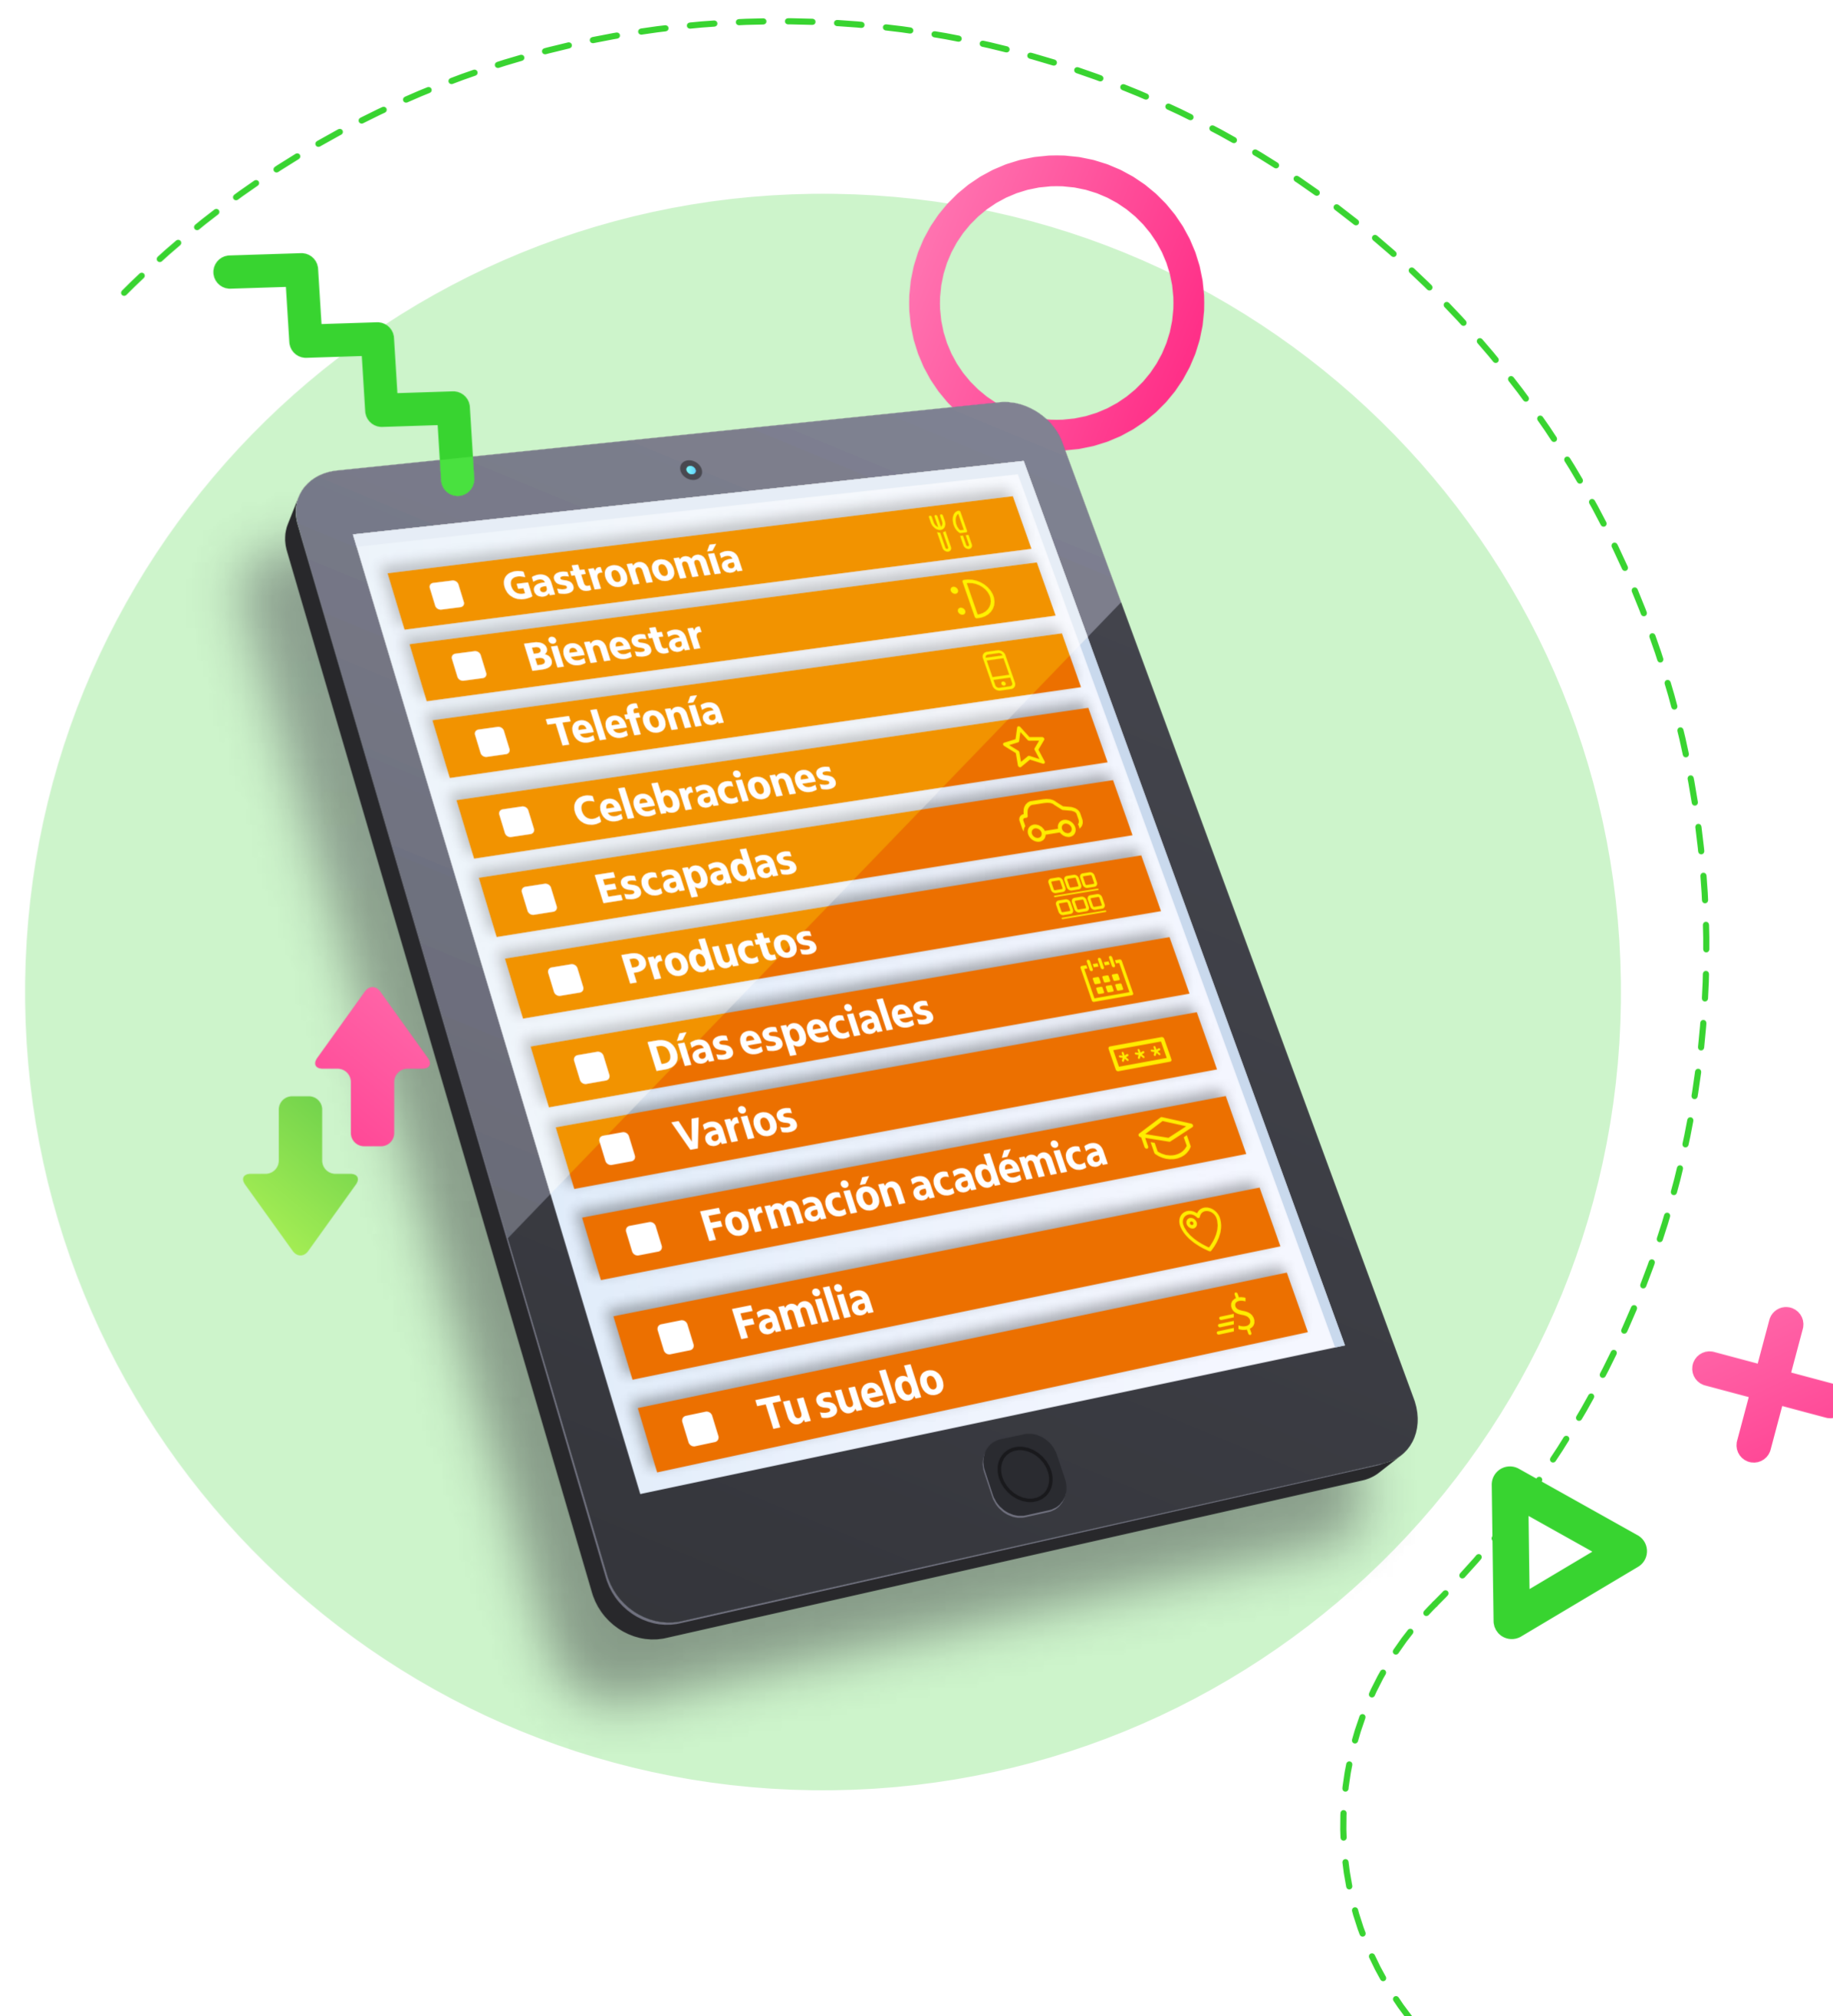 Gastronomía
Bienestar
Telefonía
Celebraciones
Escapadas
Productos
Días especiales
Varios
***
Formación académica
Familia
Tu sueldo
$